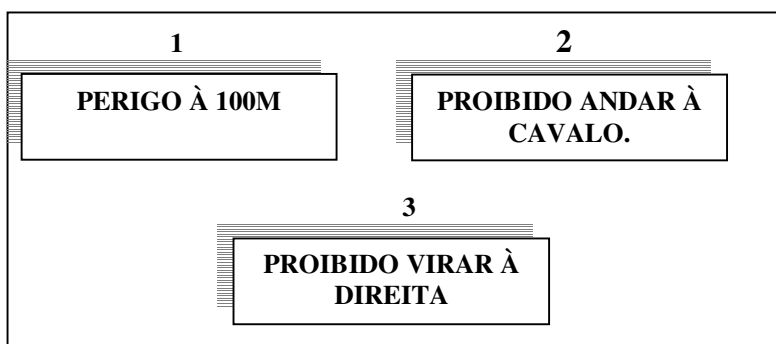 1
PERIGO À 100M
2
PROIBIDO ANDAR À
CAVALO.
3
PROIBIDO VIRAR À
DIREITA